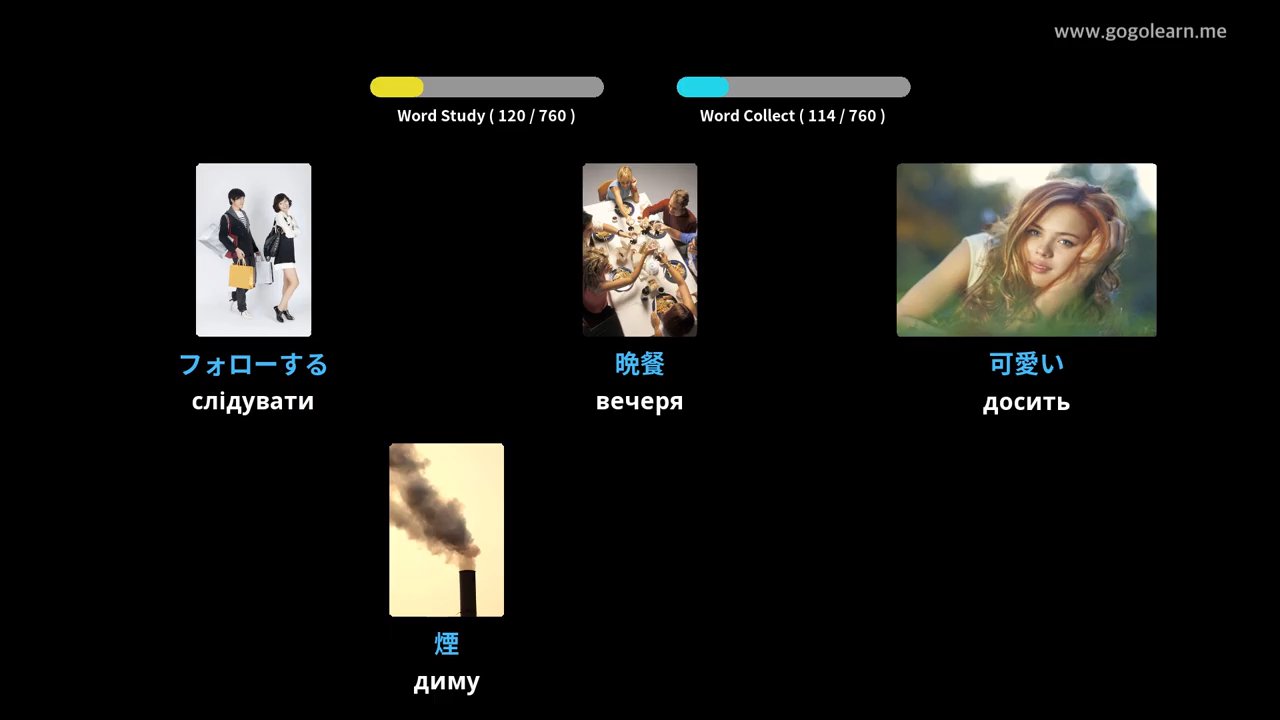 www.gogolearn.me
Word Study ( 120 / 760 )
Word Collect ( 114 / 760 )
フォローする
слідувати
晩餐
вечеря
可愛い
досить
煙
диму